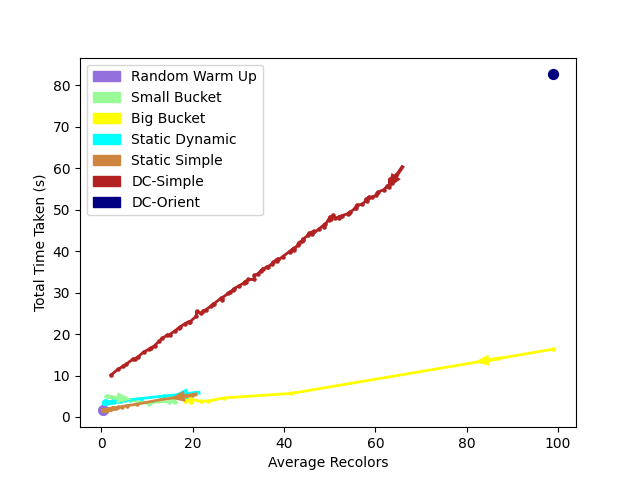 Random Warm Up
Small Bucket
Big Bucket
Static Dynamic
Static Simple
DC-Simple
DC-Orient
Total Time Taken (s)
80
70
60
50
40
30
20
10
0
0 20 40 60 80 100
Average Recolors